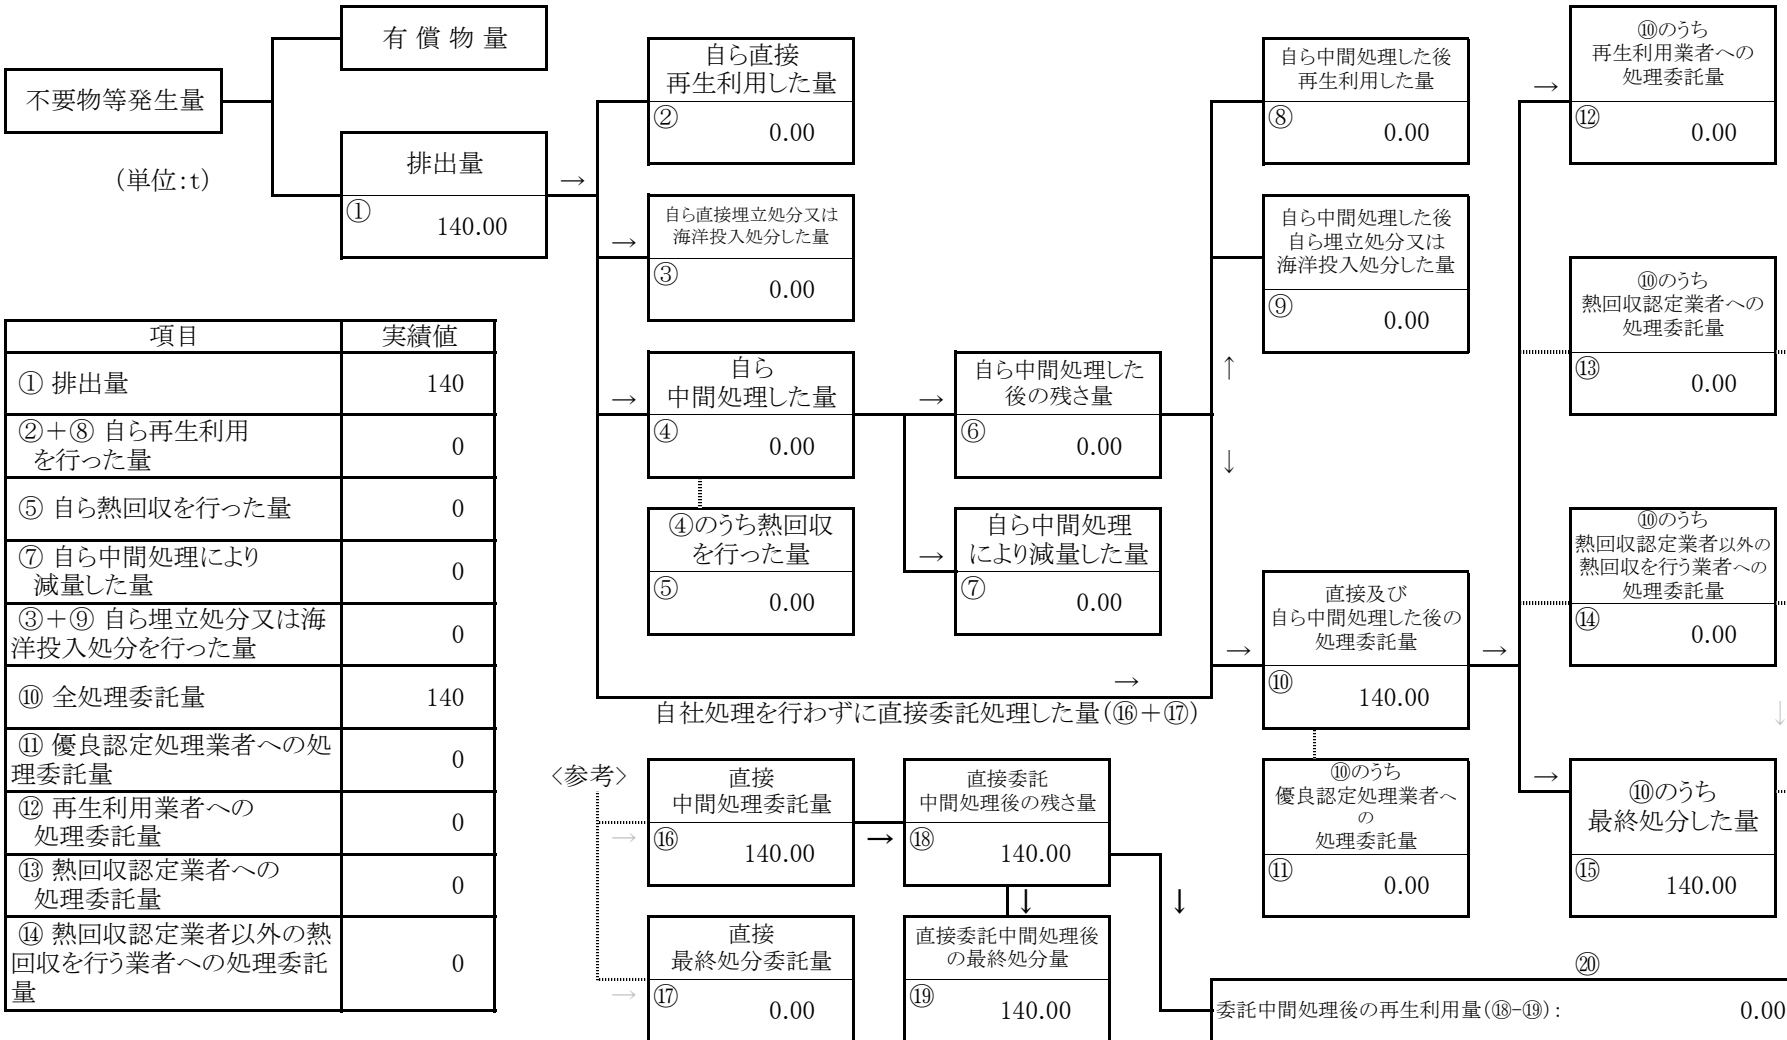 不要物等発生量
有 償 物 量
(単位:t)
排出量
①
140.00
→
自ら直接
再生利用した量
②
0.00
→
自ら直接埋立処分又は
海洋投入処分した量
③
0.00
→
自ら
中間処理した量
④
0.00
④のうち熱回収
を行った量
⑤
0.00
→
自ら中間処理した
後の残さ量
⑥
0.00
→
自ら中間処理
により減量した量
⑦
0.00
↑
↓
自ら中間処理した後
再生利用した量
⑧
0.00
自ら中間処理した後
自ら埋立処分又は
海洋投入処分した量
⑨
0.00
→
自社処理を行わずに直接委託処理した量(⑯+⑰)
→
直接及び
自ら中間処理した後の
処理委託量
⑩
140.00
→
⑩のうち
優良認定処理業者へ
の
処理委託量
⑪
0.00
→
⑩のうち
再生利用業者への
処理委託量
⑫
0.00
⑩のうち
熱回収認定業者への
処理委託量
⑬
0.00
⑩のうち
熱回収認定業者以外の
熱回収を行う業者への
処理委託量
⑭
0.00
↓
→
⑩のうち
最終処分した量
⑮
140.00
項目 実績値
① 排出量 140
②+⑧ 自ら再生利用
を行った量 0
⑤ 自ら熱回収を行った量 0
⑦ 自ら中間処理により
減量した量 0
③+⑨ 自ら埋立処分又は海
洋投入処分を行った量 0
⑩ 全処理委託量 140
⑪ 優良認定処理業者への処
理委託量 0
⑫ 再生利用業者への
処理委託量 0
⑬ 熱回収認定業者への
処理委託量 0
⑭ 熱回収認定業者以外の熱
回収を行う業者への処理委託
量 0
<参考>
→
直接
中間処理委託量
⑯
140.00
→
直接
最終処分委託量
⑰
0.00
→
直接委託
中間処理後の残さ量
⑱
140.00
↓
直接委託中間処理後
の最終処分量
⑲
140.00
↓
⑳
委託中間処理後の再生利用量(⑱-⑲): 0.00